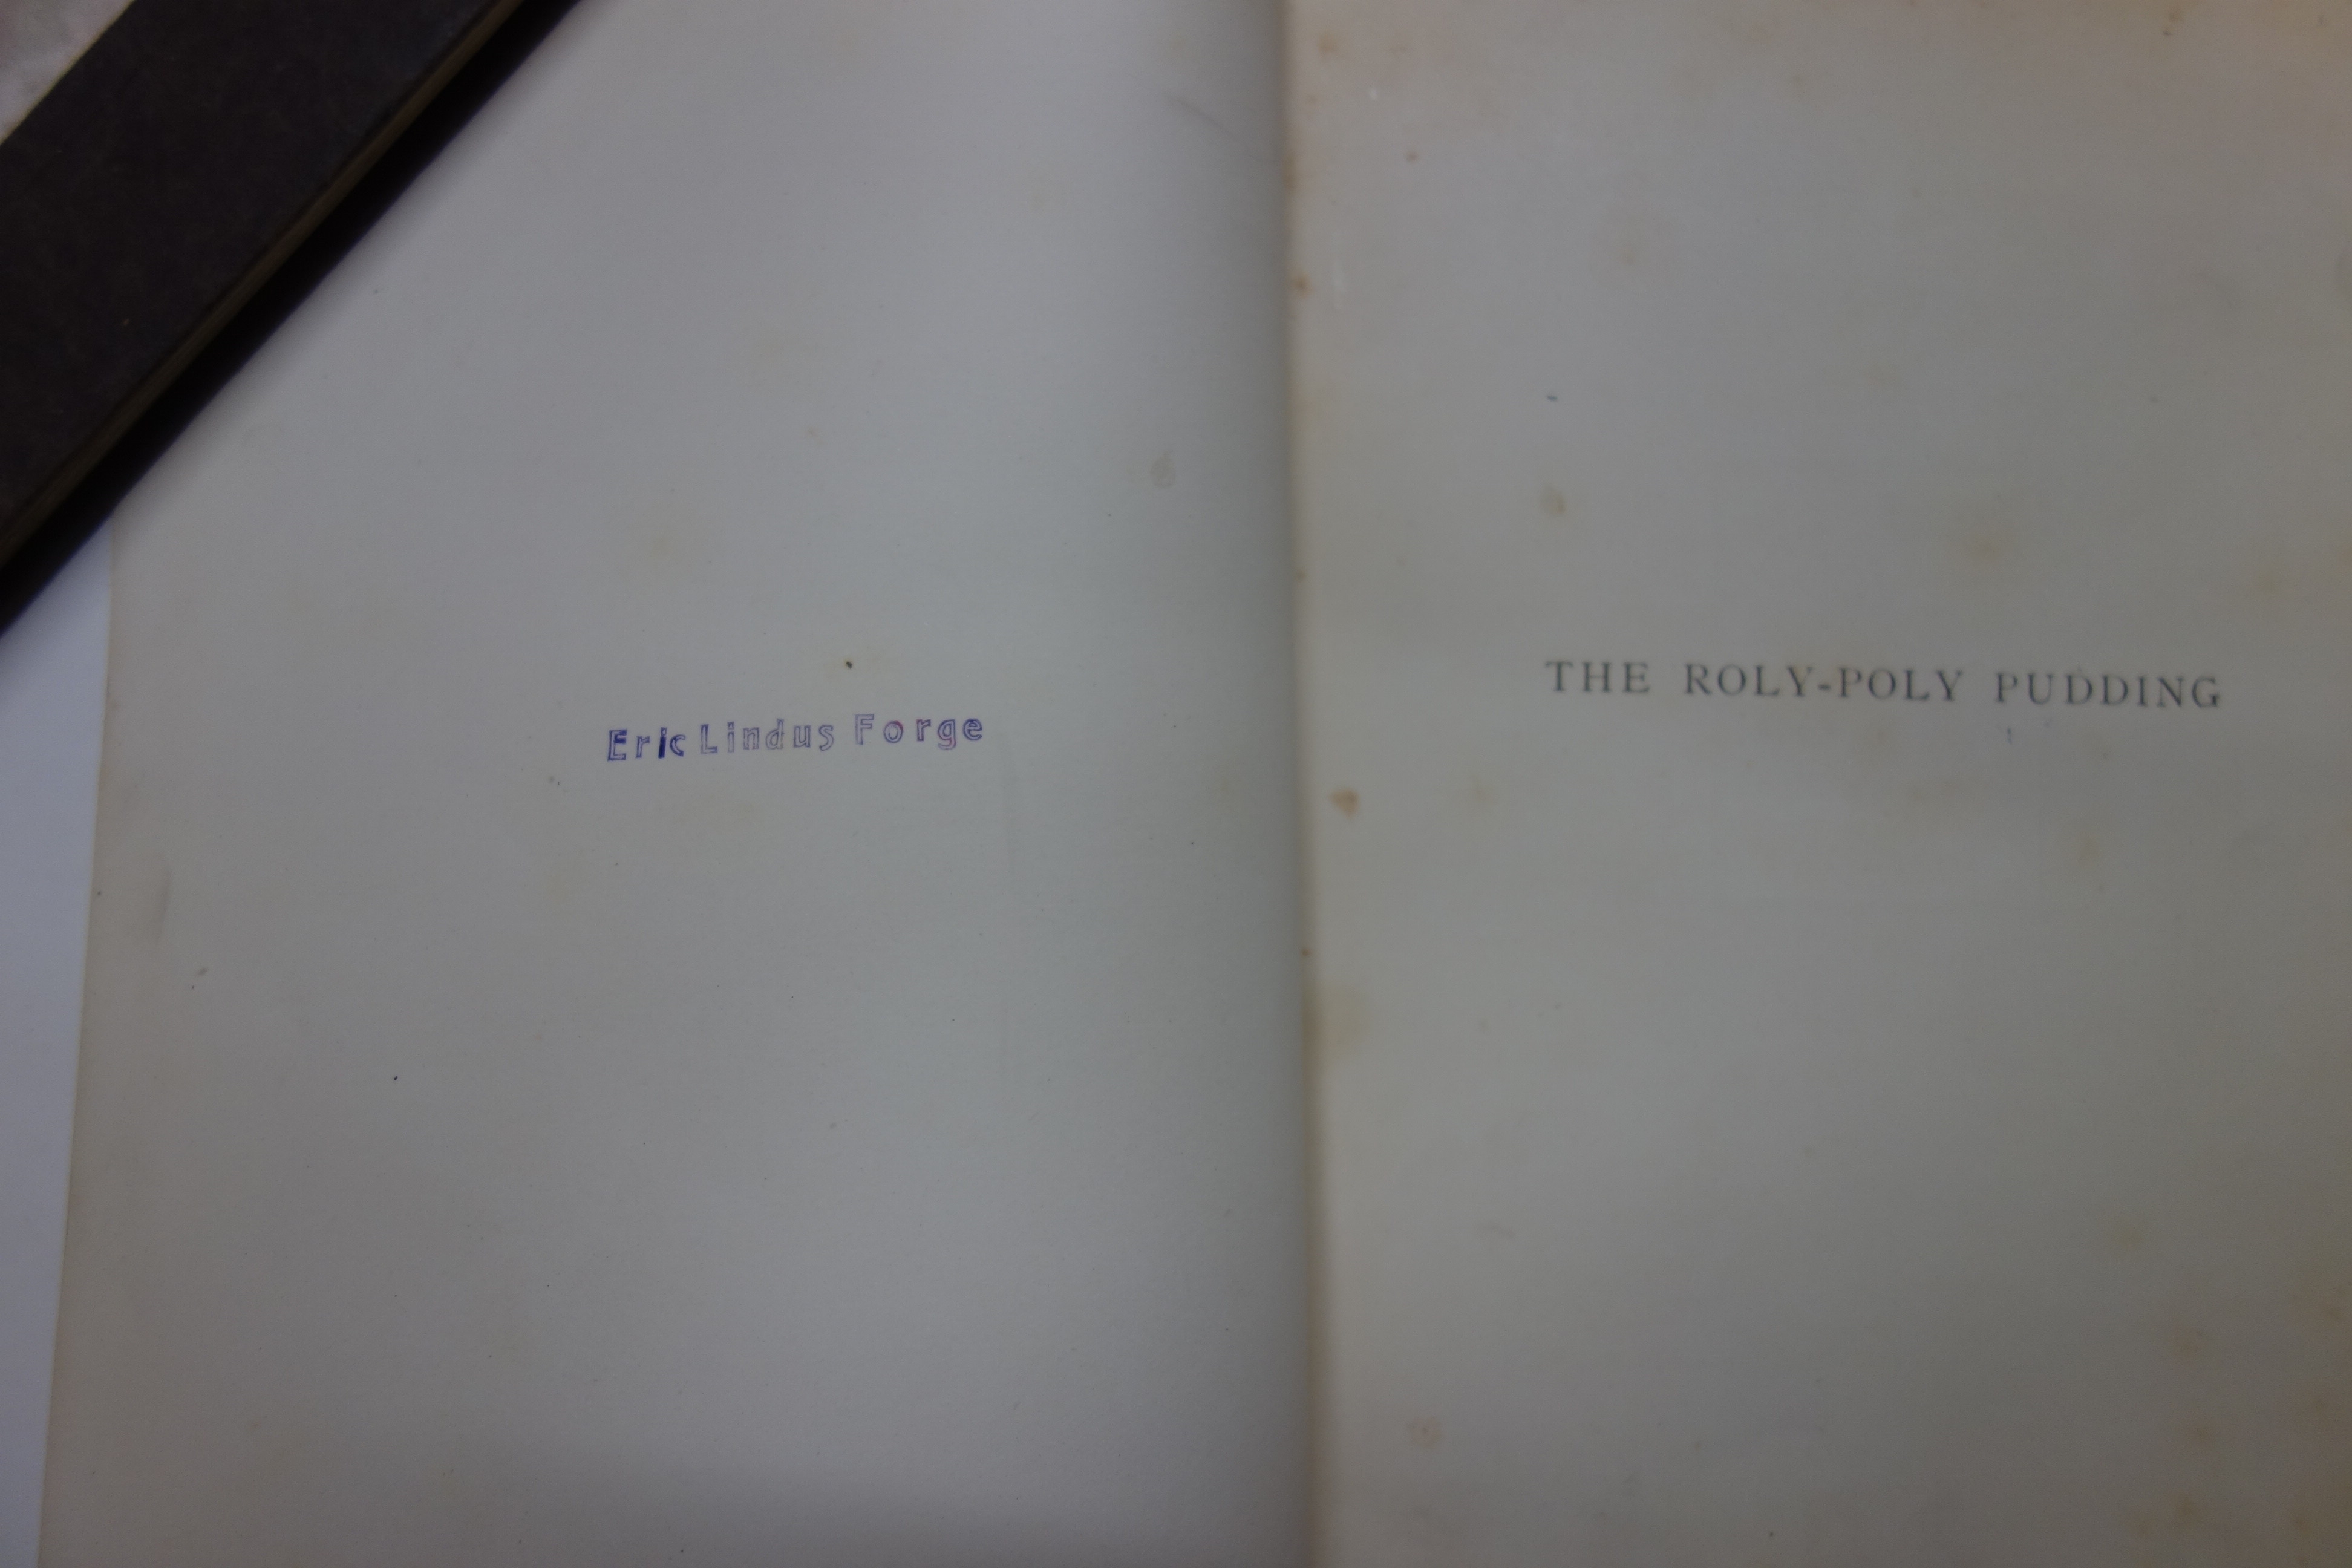 Eric Lindus Forge
THE ROLY-POLY PUDDING